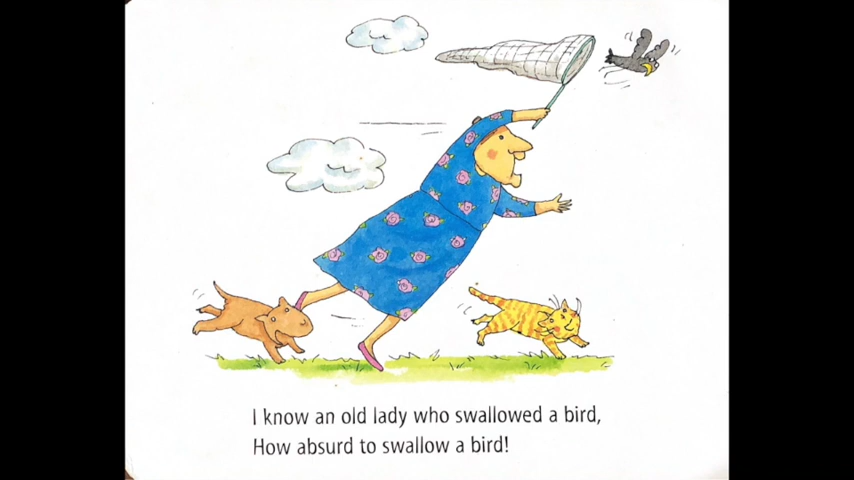 I know an old lady who swallowed a bird,
How absurd to swallow a bird!